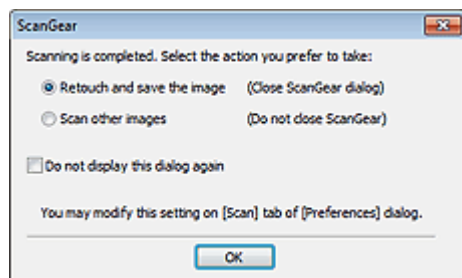 ScanGear
Scanning is completed. Select the action you prefer to take:
Retouch and save the image (Close ScanGear dialog)
Scan other images (Do not close ScanGear)
Do not display this dialog again
You may modify this setting on [Scan] tab of [Preferences] dialog.
OK